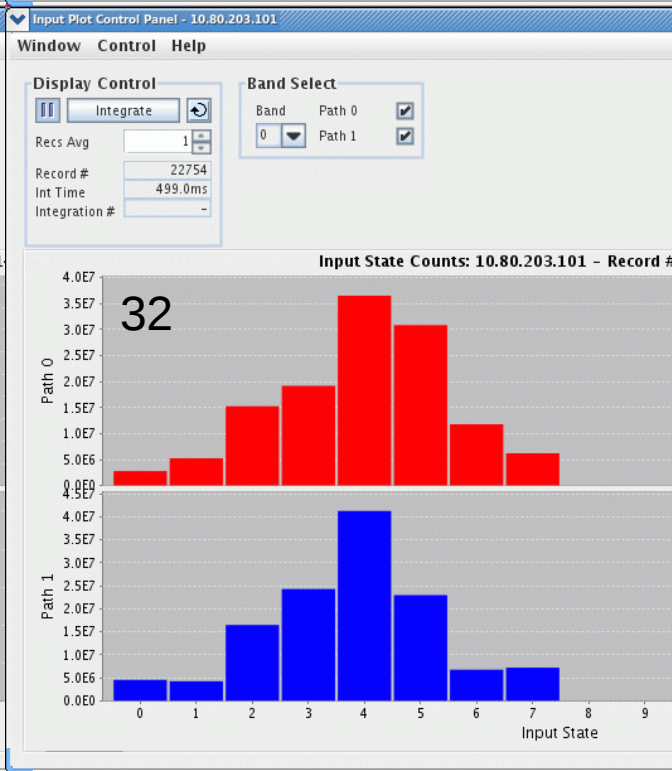 Input Plot Control Panel - 10.80.203.101
Window Control Help
Display Control
Integrate
Recs Avg 1
Record # 22754
Int Time 499.0ms
Integration # -
Band Select
Band Path 0
0 Path 1
Input State Counts: 10.80.203.101 - Record #
32
Path 0
4.0E7
3.5E7
3.0E7
2.5E7
2.0E7
1.5E7
1.0E7
5.0E6
0.0E0
Path 1
4.5E7
4.0E7
3.5E7
3.0E7
2.5E7
2.0E7
1.5E7
1.0E7
5.0E6
0.0E0
0 1 2 3 4 5 6 7 8 9
Input State